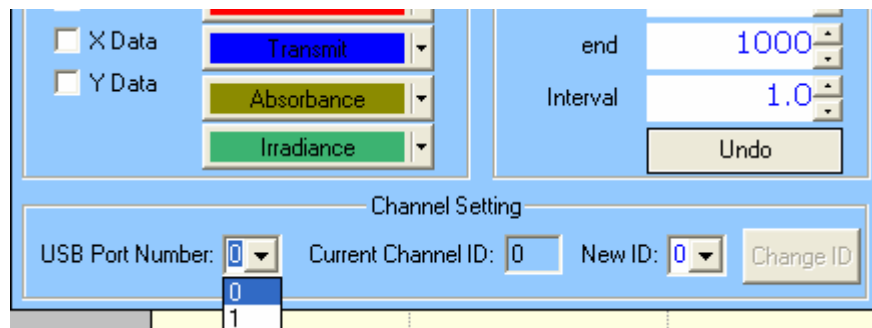 X Data
Transmit
end
1000
Y Data
Absorbance
Interval
1.0
Irradiance
Undo
Channel Setting
USB Port Number: 0 Current Channel ID: 0 New ID: 0 Change ID
0
1